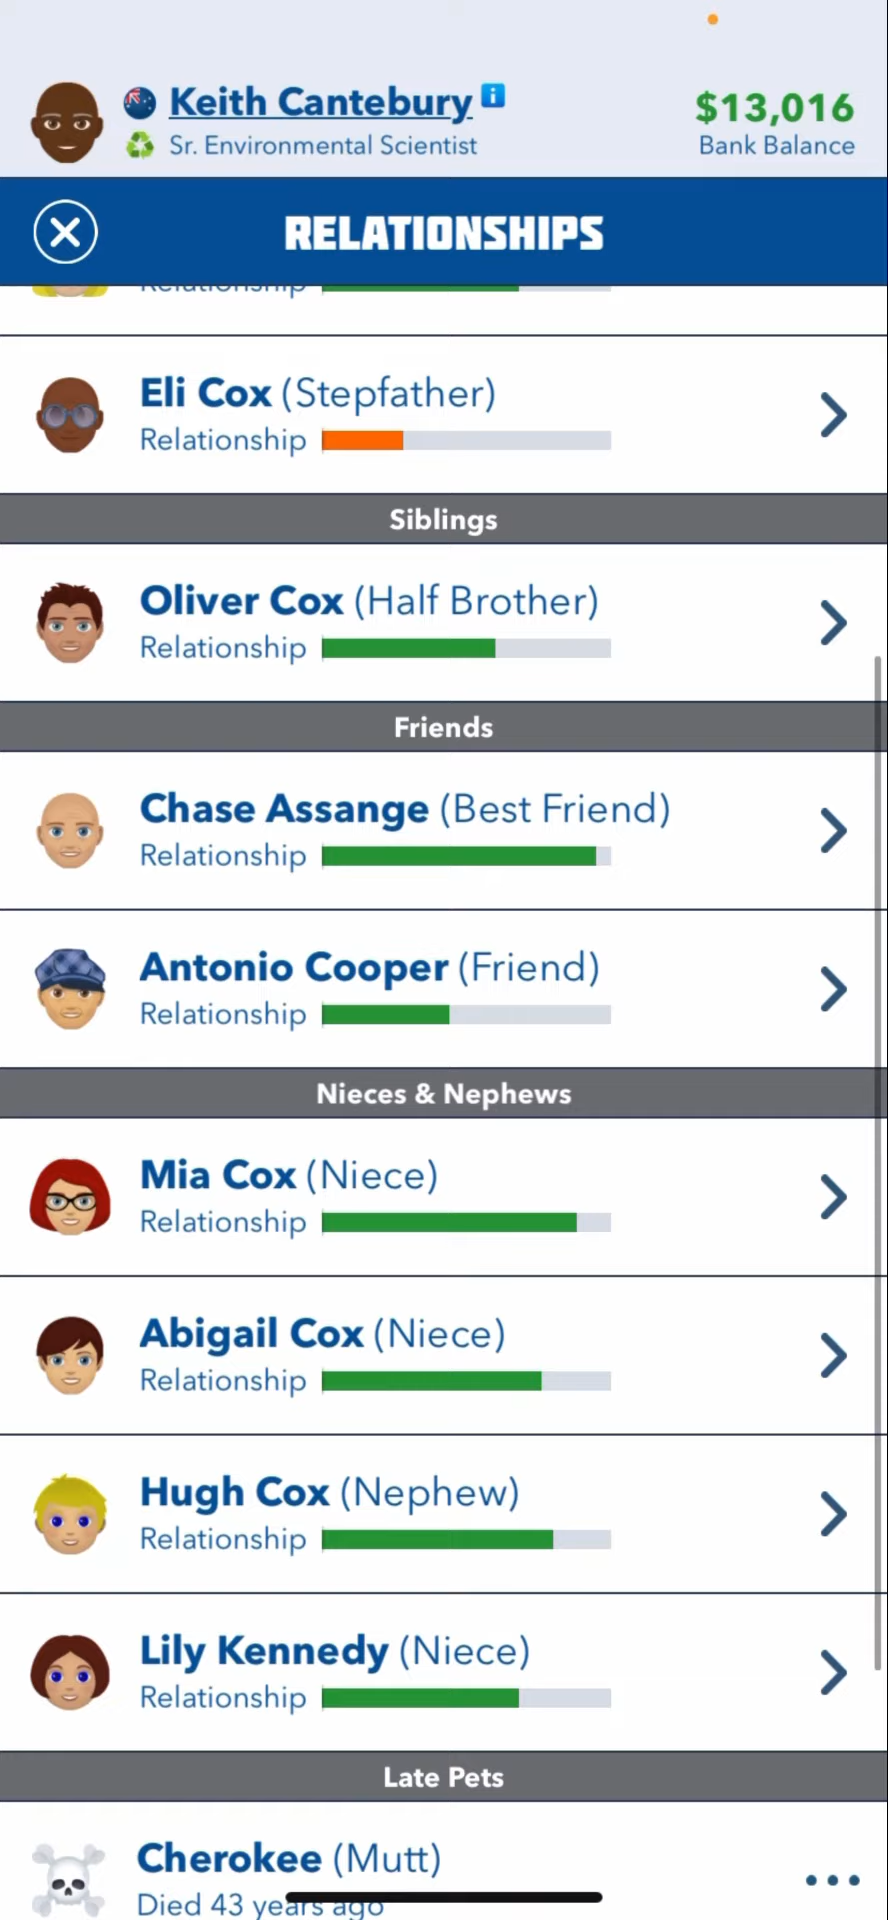 Keith Cantebury
$13,016
Sr. Environmental Scientist
Bank Balance
RELATIONSHIPS
Relationship
Eli Cox (Stepfather)
Relationship
Siblings
Oliver Cox (Half Brother)
Relationship
Friends
Chase Assange (Best Friend)
Relationship
Antonio Cooper (Friend)
Relationship
Nieces & Nephews
Mia Cox (Niece)
Relationship
Abigail Cox (Niece)
Relationship
Hugh Cox (Nephew)
Relationship
Lily Kennedy (Niece)
Relationship
Late Pets
Cherokee (Mutt)
Died 43 years ago